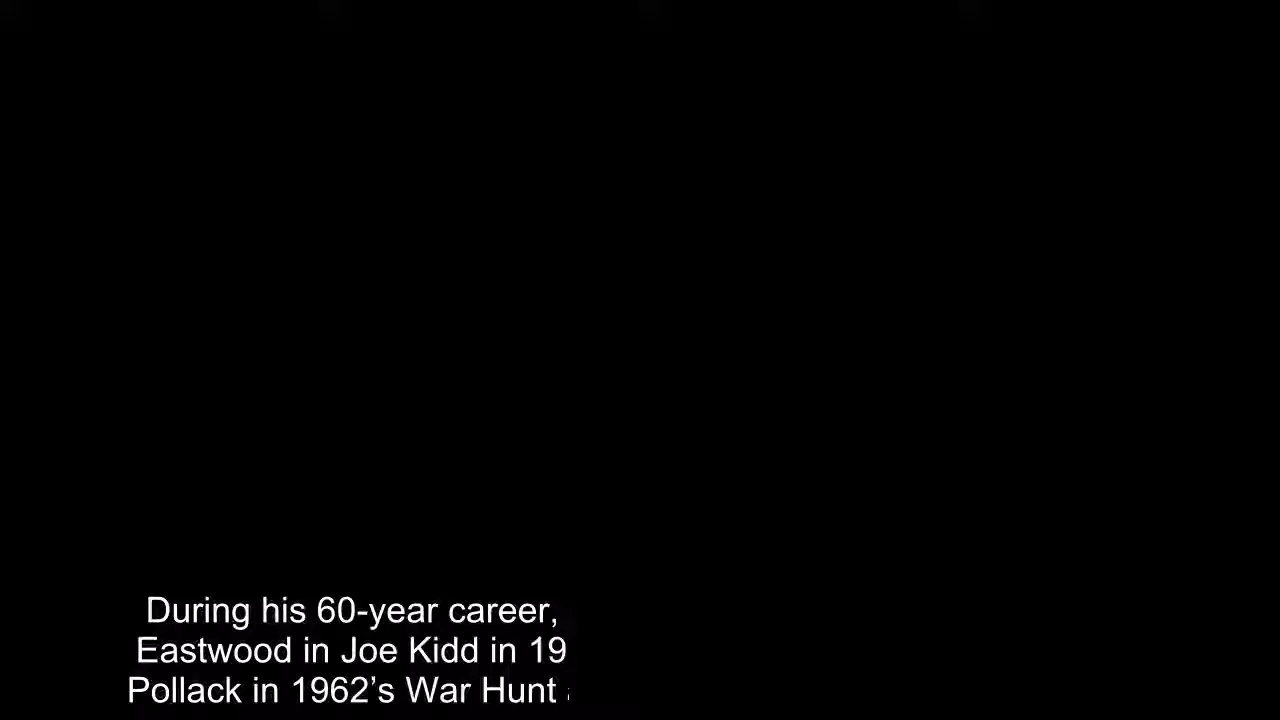 During his 60-year career,
Eastwood in Joe Kidd in 19
Pollack in 1962’s War Hunt